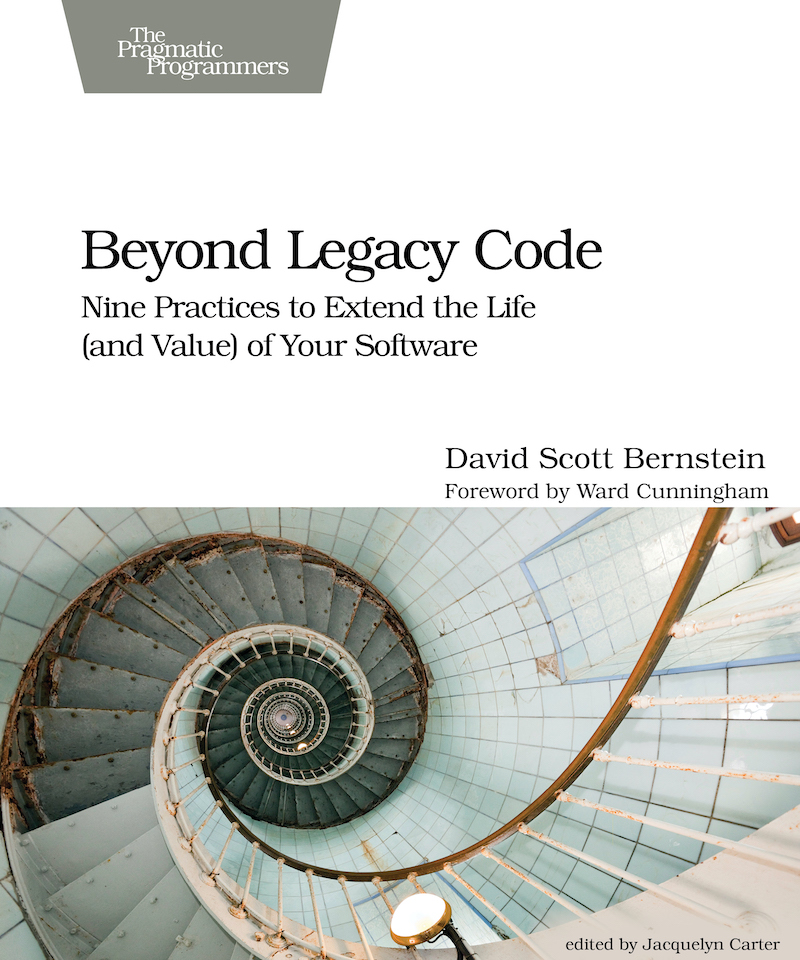 The
Pragmatic
Programmers
Beyond Legacy Code
Nine Practices to Extend the Life
(and Value) of Your Software
David Scott Bernstein
Foreword by Ward Cunningham
edited by Jacquelyn Carter